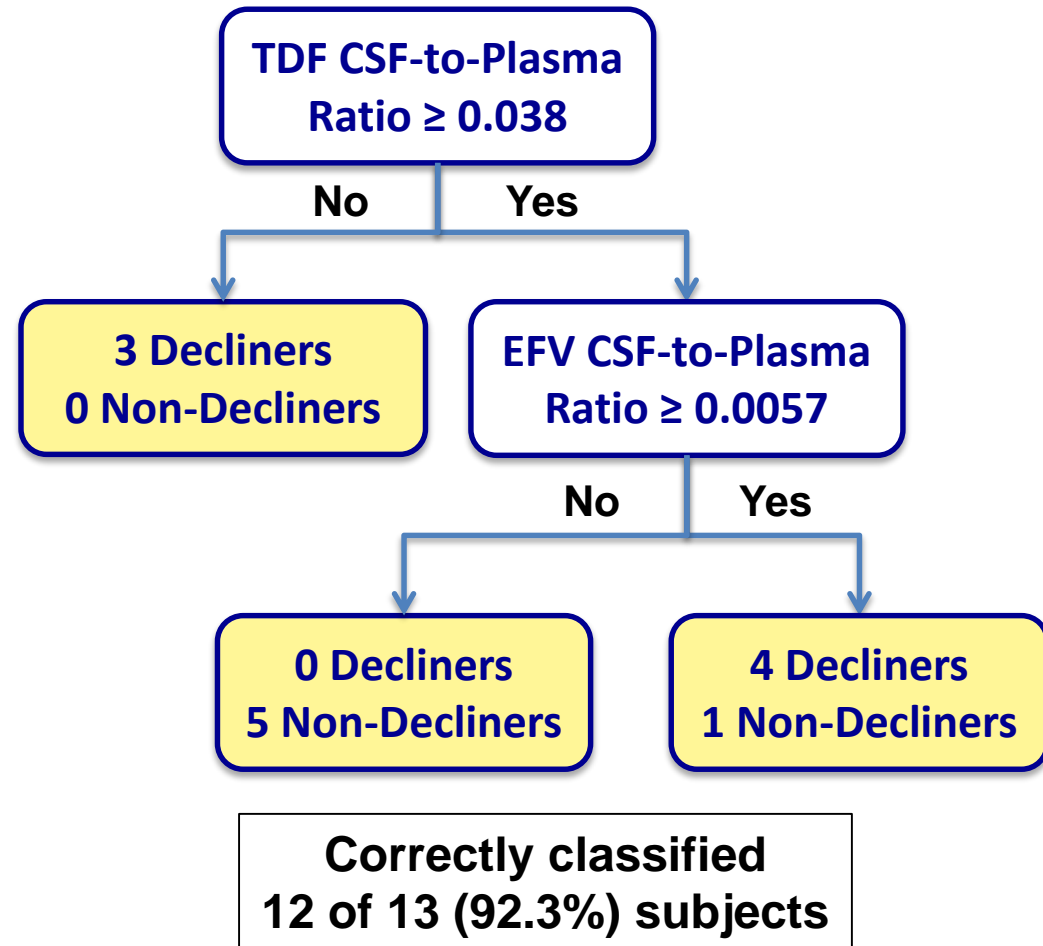 TDF CSF-to-Plasma
Ratio ≥ 0.038
No
Yes
3 Decliners
0 Non-Decliners
EFV CSF-to-Plasma
Ratio ≥ 0.0057
No
Yes
0 Decliners
5 Non-Decliners
4 Decliners
1 Non-Decliners
Correctly classified
12 of 13 (92.3%) subjects